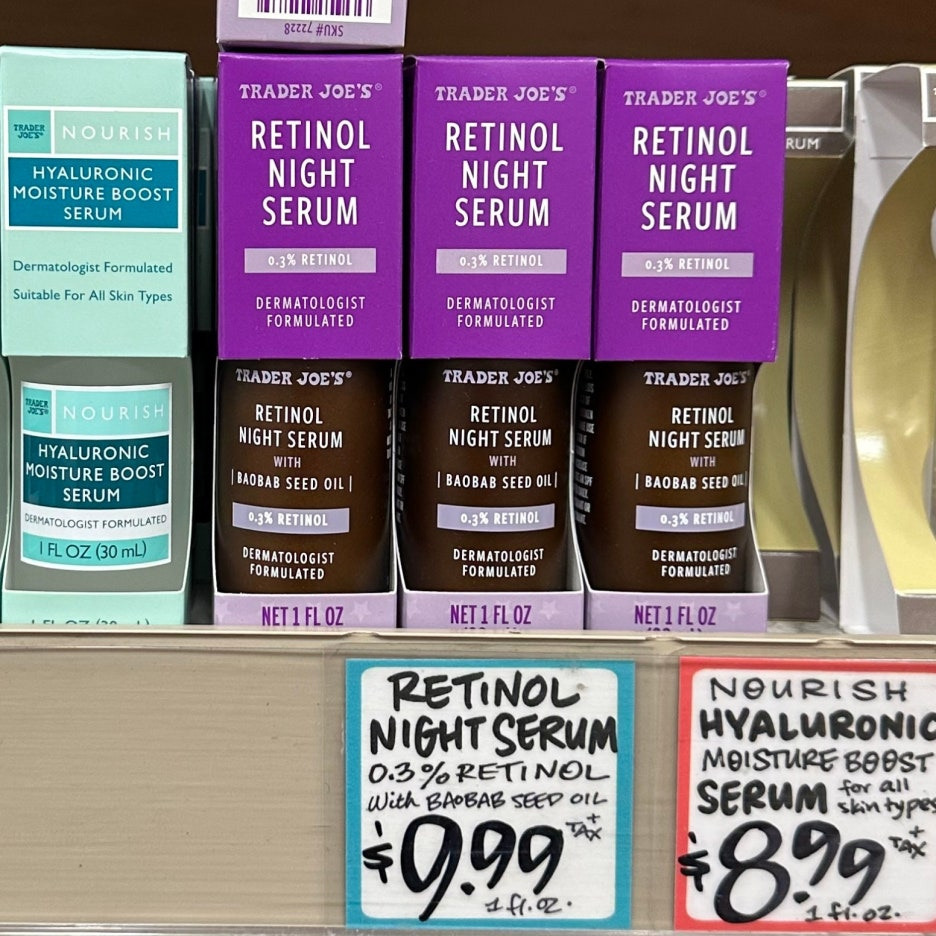 SKU# 72228
TRADER JOE'S
NOURISH
HYALURONIC
MOISTURE BOOST
SERUM
Dermatologist Formulated
Suitable For All Skin Types
TRADER JOE'S
NOURISH
HYALURONIC
MOISTURE BOOST
SERUM
DERMATOLOGIST FORMULATED
1 FL OZ (30 mL)
TRADER JOE'S®
RETINOL
NIGHT
SERUM
0.3% RETINOL
DERMATOLOGIST
FORMULATED
TRADER JOE'S®
RETINOL
NIGHT SERUM
WITH
| BAOBAB SEED OIL |
0.3% RETINOL
DERMATOLOGIST
FORMULATED
NET 1 FL OZ
TRADER JOE'S®
RETINOL
NIGHT
SERUM
0.3% RETINOL
DERMATOLOGIST
FORMULATED
TRADER JOE'S®
RETINOL
NIGHT SERUM
WITH
| BAOBAB SEED OIL |
0.3% RETINOL
DERMATOLOGIST
FORMULATED
NET 1 FL OZ
TRADER JOE'S®
RETINOL
NIGHT
SERUM
0.3% RETINOL
DERMATOLOGIST
FORMULATED
TRADER JOE'S
RETINOL
NIGHT SERUM
WITH
| BAOBAB SEED OIL |
0.3% RETINOL
DERMATOLOGIST
FORMULATED
NET 1 FL OZ
RUM
RETINOL
NIGHT SERUM
0.3% RETINOL
With BAOBAB SEED OIL
$9.99 + TAX
1 fl. oz.
NOURISH
HYALURONIC
MOISTURE BOOST
SERUM for all
skin types
$8.99 + TAX
1 fl. oz.